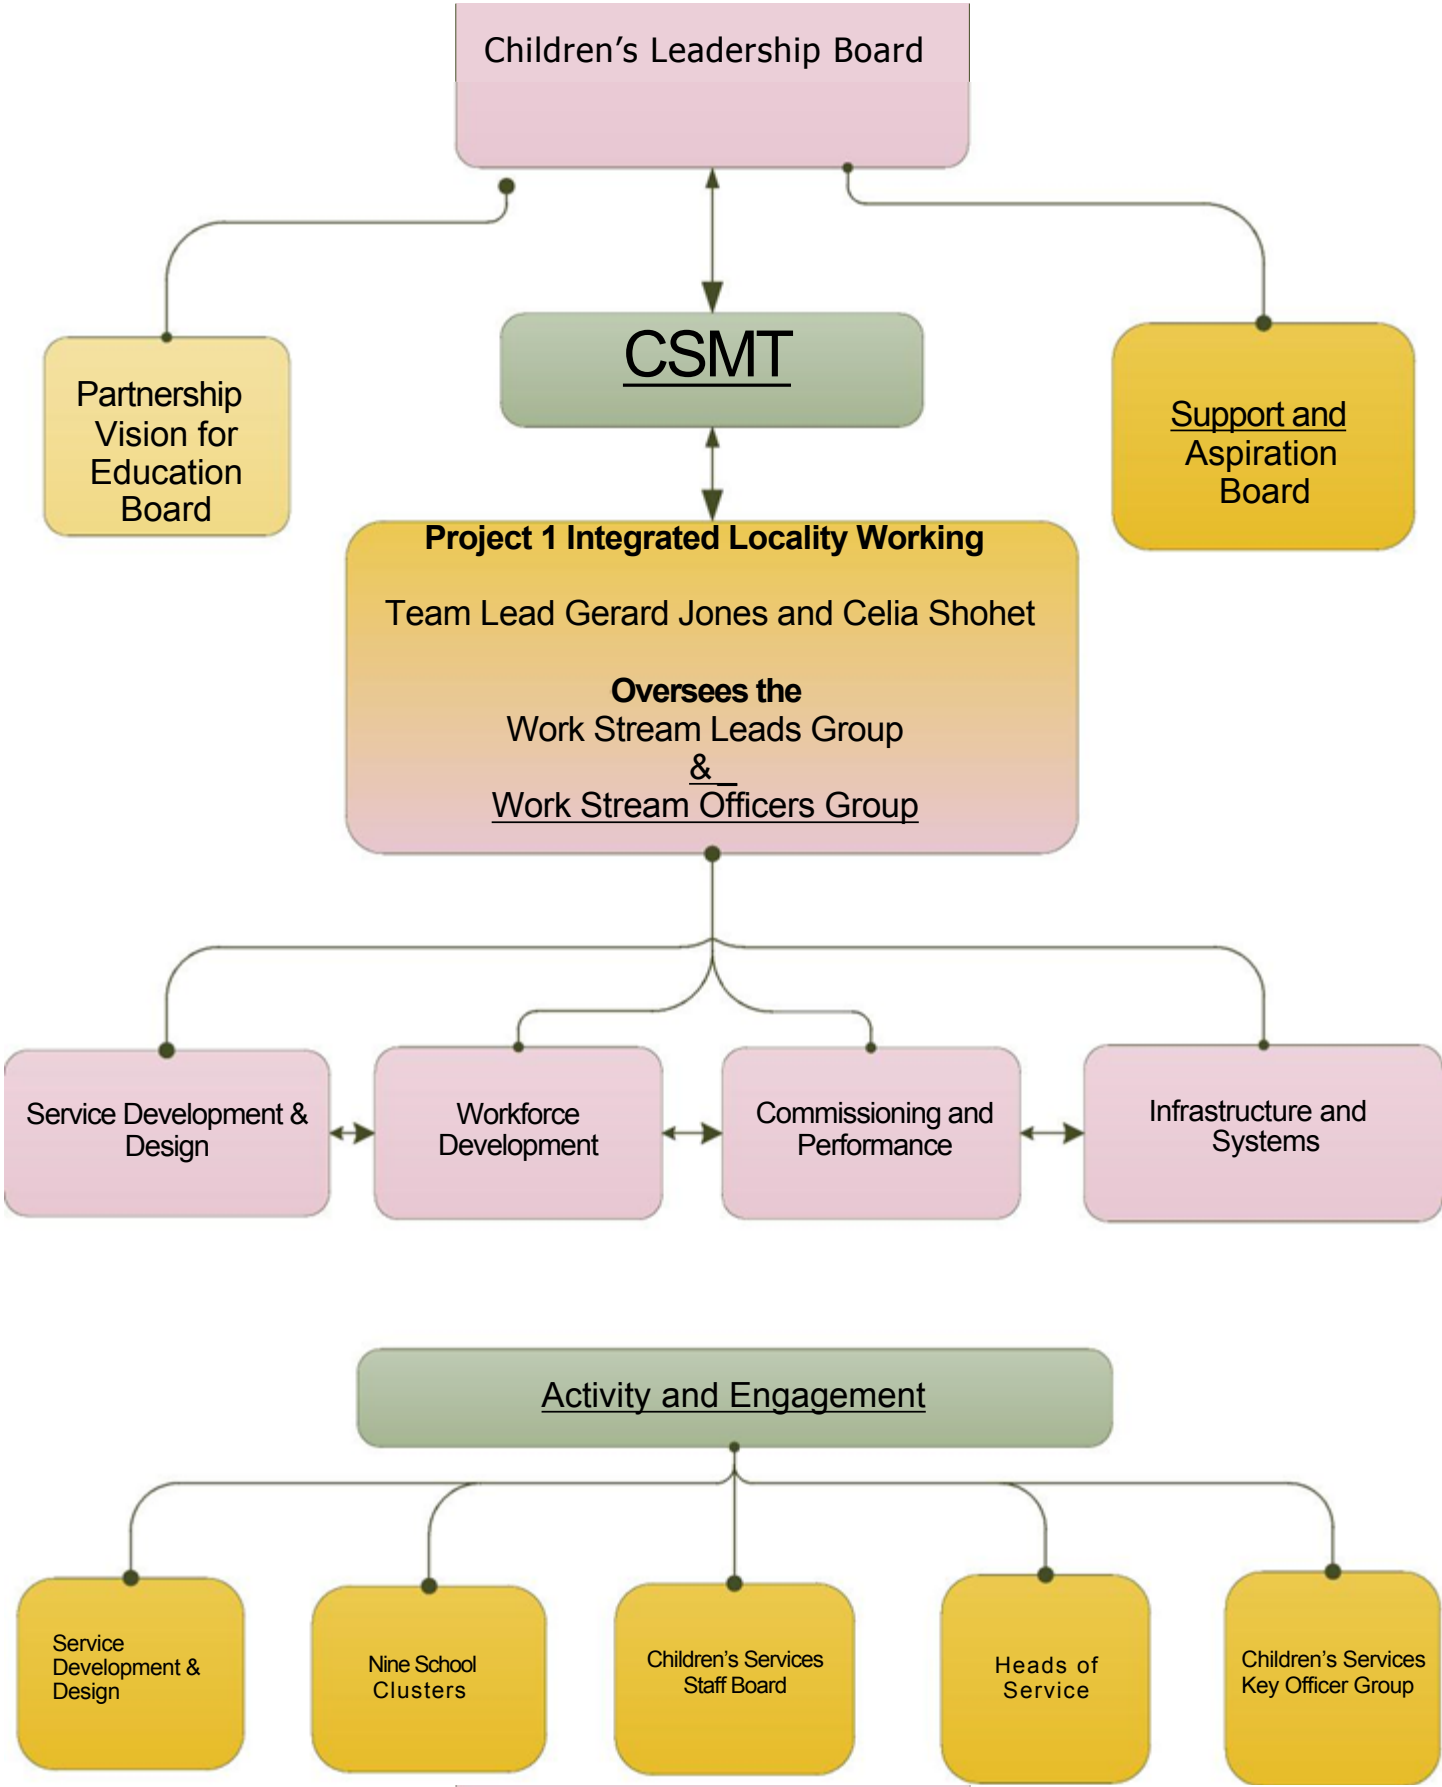 Children’s Leadership Board
CSMT
Partnership
Vision for
Education
Board
Support and
Aspiration
Board
Project 1 Integrated Locality Working
Team Lead Gerard Jones and Celia Shohet
Oversees the
Work Stream Leads Group
& _
Work Stream Officers Group
Service Development &
Design
Workforce
Development
Commissioning and
Performance
Infrastructure and
Systems
Activity and Engagement
Service
Development &
Design
Nine School
Clusters
Children’s Services
Staff Board
Heads of
Service
Children’s Services
Key Officer Group